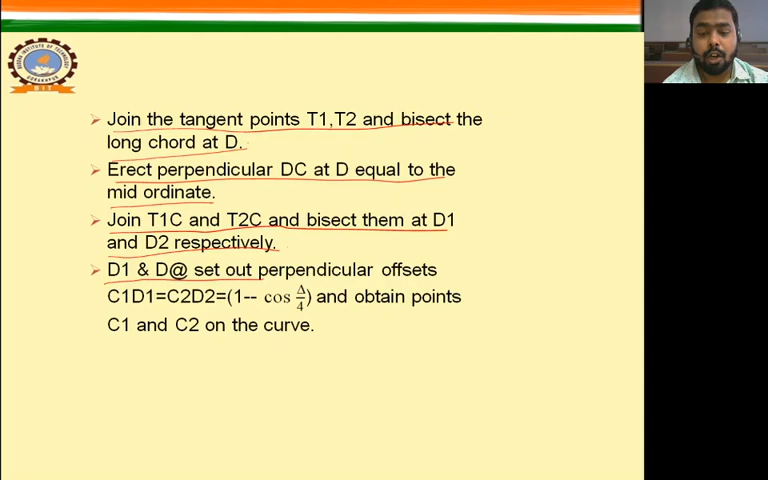 Join the tangent points T1,T2 and bisect the
long chord at D.
Erect perpendicular DC at D equal to the
mid ordinate.
Join T1C and T2C and bisect them at D1
and D2 respectively.
D1 & D@ set out perpendicular offsets
C1D1=C2D2=(1-- cos Δ/4) and obtain points
C1 and C2 on the curve.
BIT